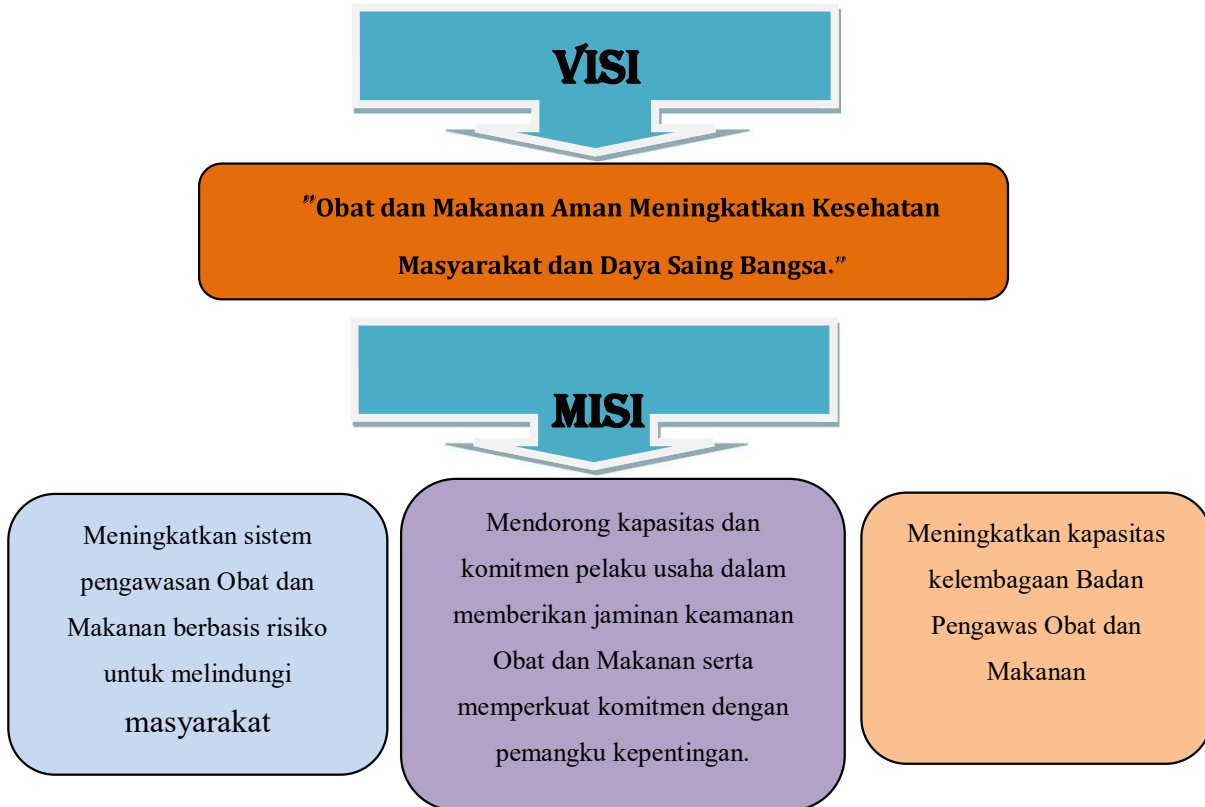 VISI
"Obat dan Makanan Aman Meningkatkan Kesehatan
Masyarakat dan Daya Saing Bangsa."
MISI
Meningkatkan sistem
pengawasan Obat dan
Makanan berbasis risiko
untuk melindungi
masyarakat
Mendorong kapasitas dan
komitmen pelaku usaha dalam
memberikan jaminan keamanan
Obat dan Makanan serta
memperkuat komitmen dengan
pemangku kepentingan.
Meningkatkan kapasitas
kelembagaan Badan
Pengawas Obat dan
Makanan